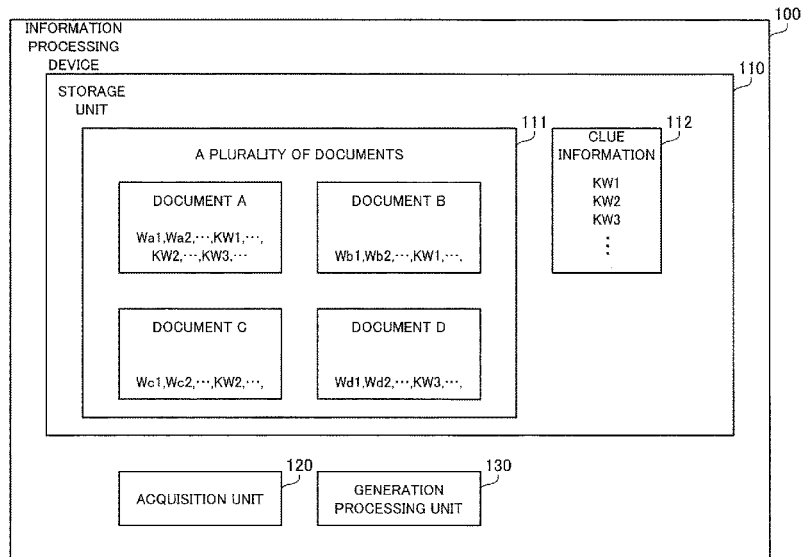 100
INFORMATION
PROCESSING
DEVICE
110
STORAGE
UNIT
111
A PLURALITY OF DOCUMENTS
DOCUMENT A
Wa1,Wa2,···,KW1,···,
KW2,···,KW3,···
DOCUMENT B
Wb1,Wb2,···,KW1,···,
DOCUMENT C
Wc1,Wc2,···,KW2,···,
DOCUMENT D
Wd1,Wd2,···,KW3,···,
112
CLUE
INFORMATION
KW1
KW2
KW3
⋮
120
ACQUISITION UNIT
130
GENERATION
PROCESSING UNIT